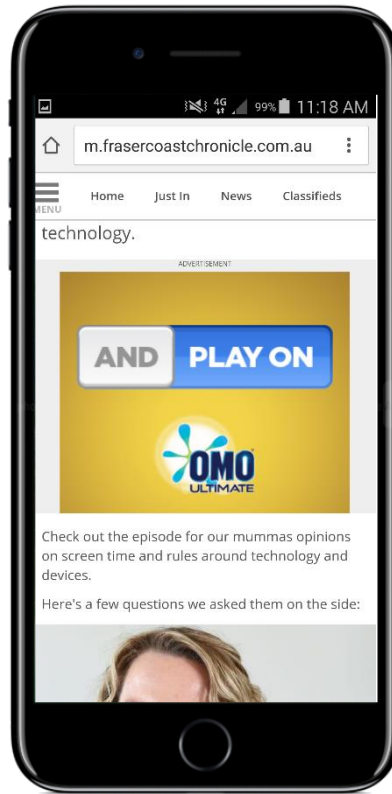 4G 99% 11:18 AM
m.frasercoastchronicle.com.au
MENU Home Just In News Classifieds
technology.
ADVERTISEMENT
AND PLAY ON
OMO
ULTIMATE
Check out the episode for our mummas opinions
on screen time and rules around technology and
devices.
Here's a few questions we asked them on the side: